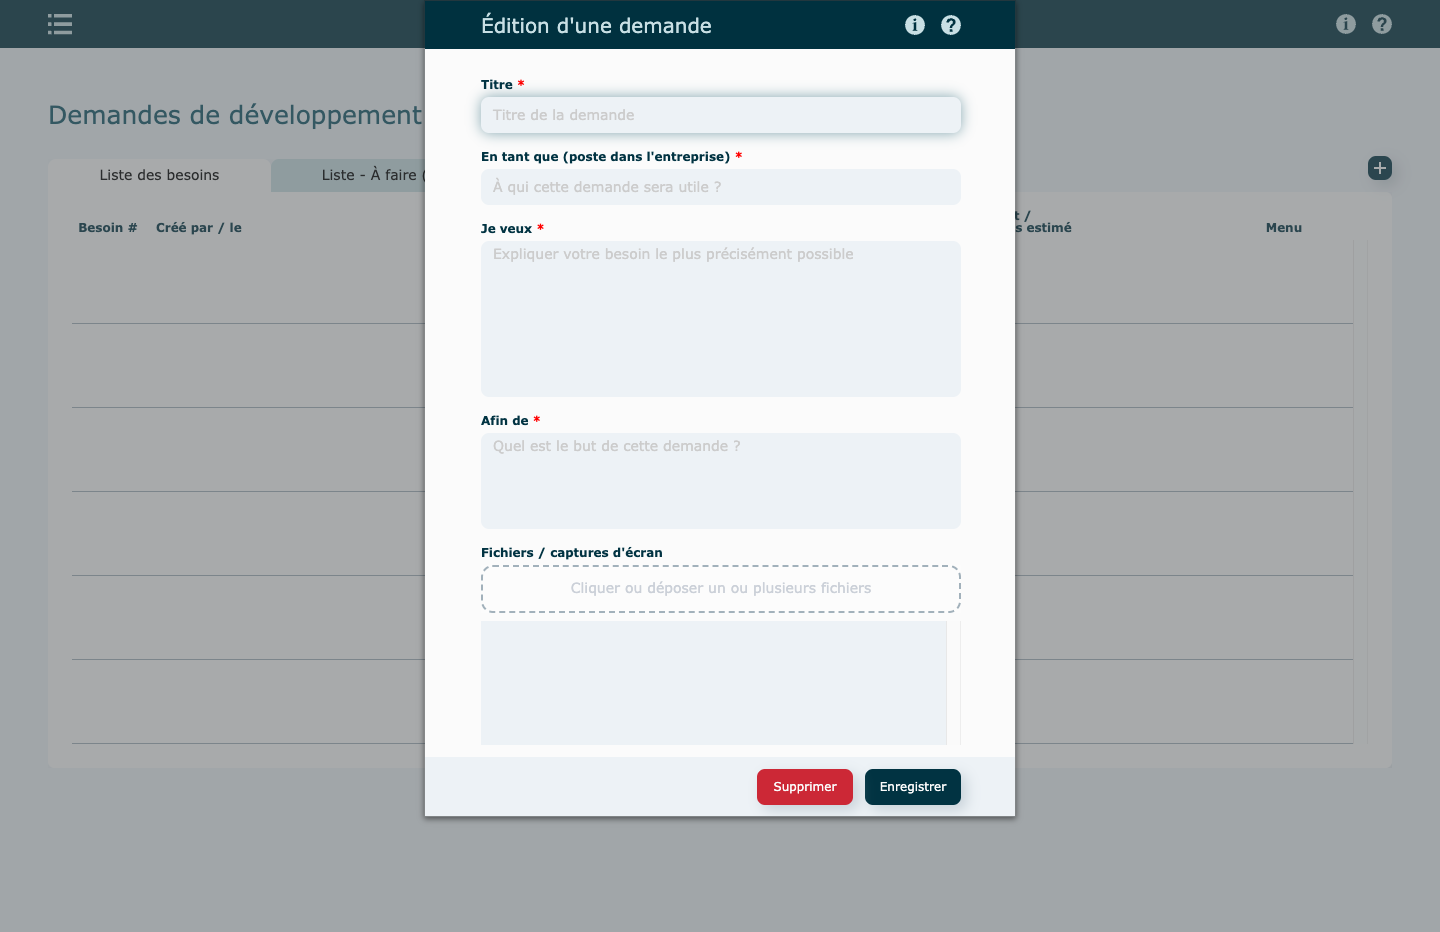 Édition d'une demande
Demandes de développement
Liste des besoins
Liste - À faire (
Besoin #
Créé par / le
t /
s estimé
Menu
Titre *
Titre de la demande
En tant que (poste dans l'entreprise) *
À qui cette demande sera utile ?
Je veux *
Expliquer votre besoin le plus précisément possible
Afin de *
Quel est le but de cette demande ?
Fichiers / captures d'écran
Cliquer ou déposer un ou plusieurs fichiers
Supprimer
Enregistrer